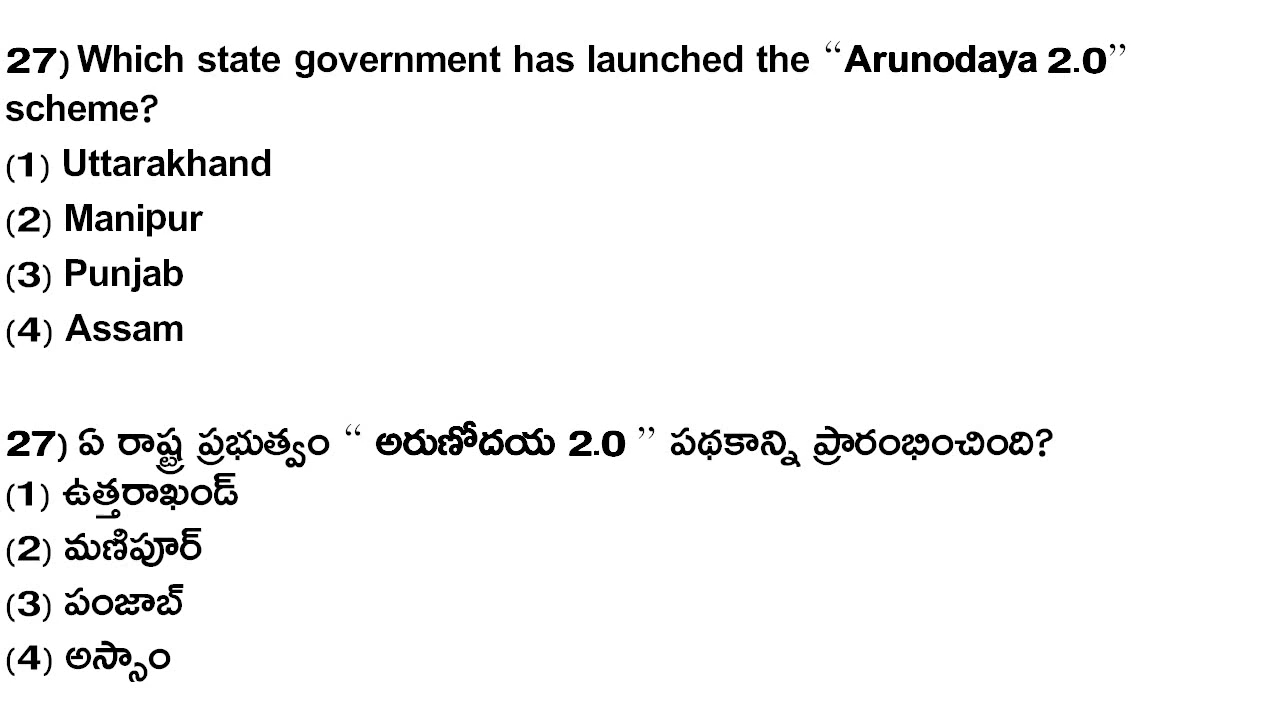 27) Which state government has launched the “Arunodaya 2.0”
scheme?
(1) Uttarakhand
(2) Manipur
(3) Punjab
(4) Assam
27) ఏ రాష్ట్ర ప్రభుత్వం “ అరుణోదయ 2.0 ” పథకాన్ని ప్రారంభించింది?
(1) ఉత్తరాఖండ్
(2) మణిపూర్
(3) పంజాబ్
(4) అస్సాం